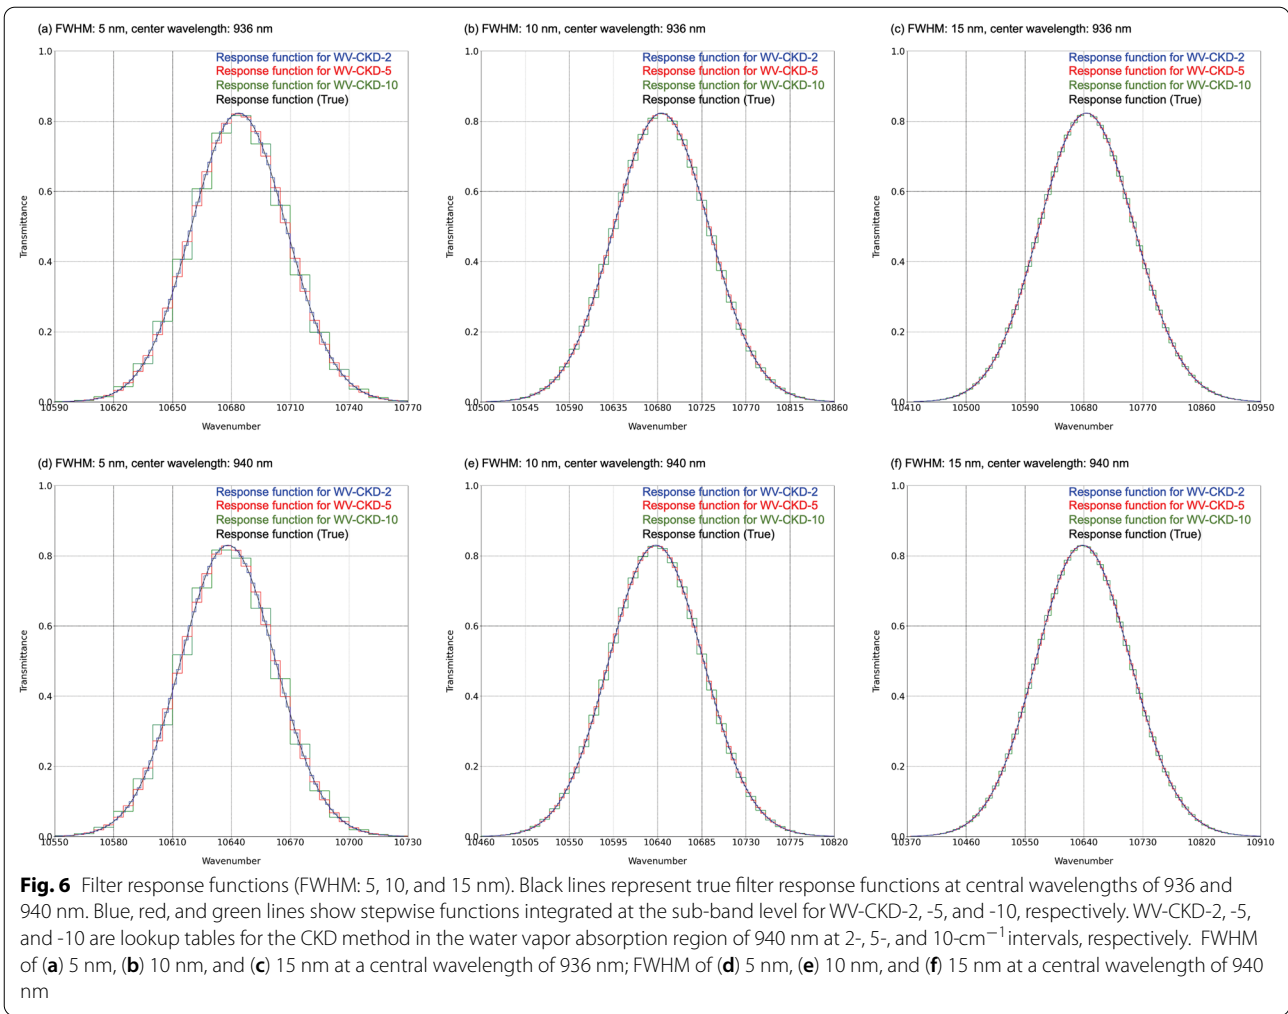 (a) FWHM: 5 nm, center wavelength: 936 nm
1.0
0.8
0.6
0.4
0.2
0.0
Transmittance
Response function for WV-CKD-2
Response function for WV-CKD-5
Response function for WV-CKD-10
Response function (True)
10590 10620 10650 10680 10710 10740 10770
Wavenumber
(b) FWHM: 10 nm, center wavelength: 936 nm
1.0
0.8
0.6
0.4
0.2
0.0
Transmittance
Response function for WV-CKD-2
Response function for WV-CKD-5
Response function for WV-CKD-10
Response function (True)
10500 10545 10590 10635 10680 10725 10770 10815 10860
Wavenumber
(c) FWHM: 15 nm, center wavelength: 936 nm
1.0
0.8
0.6
0.4
0.2
0.0
Transmittance
Response function for WV-CKD-2
Response function for WV-CKD-5
Response function for WV-CKD-10
Response function (True)
10410 10500 10590 10680 10770 10860 10950
Wavenumber
(d) FWHM: 5 nm, center wavelength: 940 nm
1.0
0.8
0.6
0.4
0.2
0.0
Transmittance
Response function for WV-CKD-2
Response function for WV-CKD-5
Response function for WV-CKD-10
Response function (True)
10550 10580 10610 10640 10670 10700 10730
Wavenumber
(e) FWHM: 10 nm, center wavelength: 940 nm
1.0
0.8
0.6
0.4
0.2
0.0
Transmittance
Response function for WV-CKD-2
Response function for WV-CKD-5
Response function for WV-CKD-10
Response function (True)
10460 10505 10550 10595 10640 10685 10730 10775 10820
Wavenumber
(f) FWHM: 15 nm, center wavelength: 940 nm
1.0
0.8
0.6
0.4
0.2
0.0
Transmittance
Response function for WV-CKD-2
Response function for WV-CKD-5
Response function for WV-CKD-10
Response function (True)
10370 10460 10550 10640 10730 10820 10910
Wavenumber
Fig. 6 Filter response functions (FWHM: 5, 10, and 15 nm). Black lines represent true filter response functions at central wavelengths of 936 and
940 nm. Blue, red, and green lines show stepwise functions integrated at the sub-band level for WV-CKD-2, -5, and -10, respectively. WV-CKD-2, -5,
and -10 are lookup tables for the CKD method in the water vapor absorption region of 940 nm at 2-, 5-, and 10-cm⁻¹ intervals, respectively. FWHM
of (a) 5 nm, (b) 10 nm, and (c) 15 nm at a central wavelength of 936 nm; FWHM of (d) 5 nm, (e) 10 nm, and (f) 15 nm at a central wavelength of 940
nm